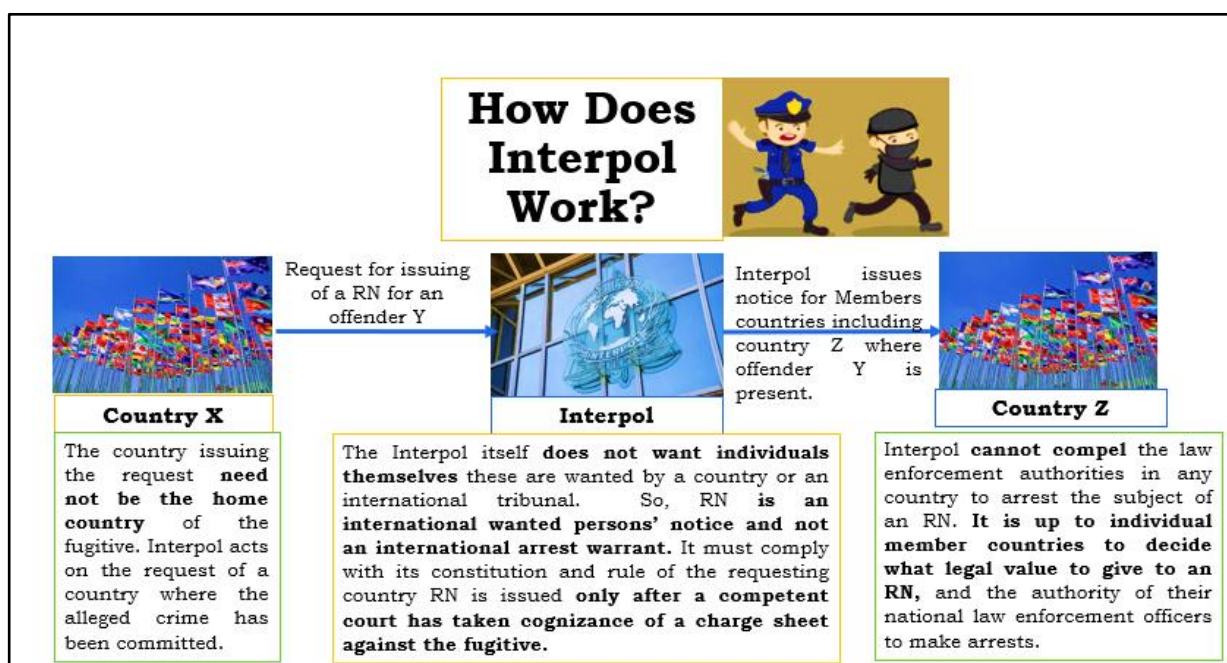 How Does
Interpol
Work?
Request for issuing
of a RN for an
offender Y
Interpol issues
notice for Members
countries including
country Z where
offender Y is
present.
Country X
The country issuing
the request need
not be the home
country of the
fugitive. Interpol acts
on the request of a
country where the
alleged crime has
been committed.
INTERPOL
Interpol
The Interpol itself does not want individuals
themselves these are wanted by a country or an
international tribunal. So, RN is an
international wanted persons’ notice and not
an international arrest warrant. It must comply
with its constitution and rule of the requesting
country RN is issued only after a competent
court has taken cognizance of a charge sheet
against the fugitive.
Country Z
Interpol cannot compel the law
enforcement authorities in any
country to arrest the subject of
an RN. It is up to individual
member countries to decide
what legal value to give to an
RN, and the authority of their
national law enforcement officers
to make arrests.